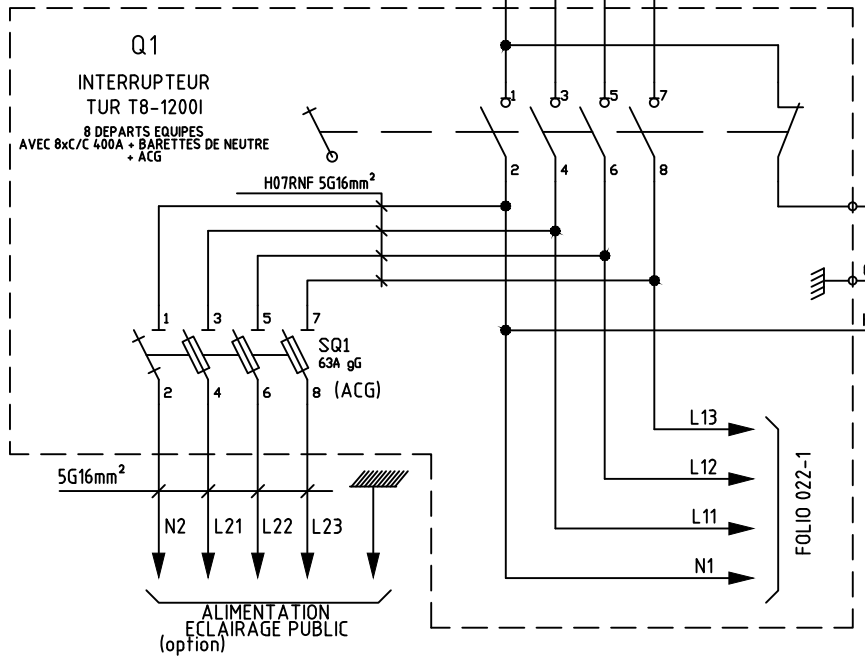 Q1
INTERRUPTEUR
TUR T8-1200I
8 DEPARTS EQUIPES
AVEC 8xC/C 400A + BARETTES DE NEUTRE
+ ACG
1 3 5 7
2 4 6 8
H07RNF 5G16mm²
1 3 5 7
SQ1
63A gG
(ACG)
2 4 6 8
L13
L12
L11
N1
FOLIO 022-1
5G16mm²
N2 L21 L22 L23
ALIMENTATION
ECLAIRAGE PUBLIC
(option)